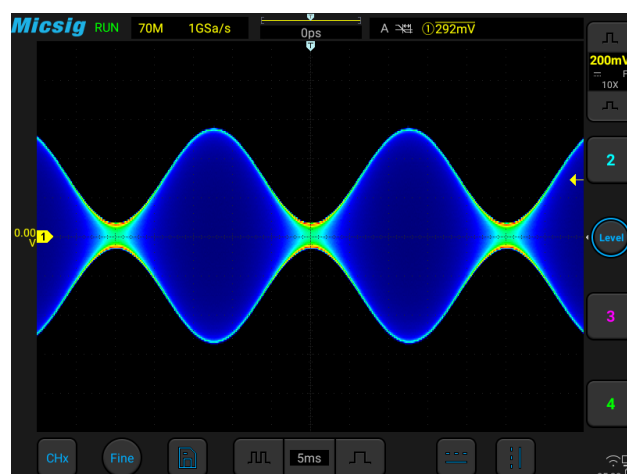 Micsig RUN 70M 1GSa/s 0ps A ①292mV
T
T
200mV
F
10X
2
0.00
V
1
Level
3
4
CHx Fine 5ms